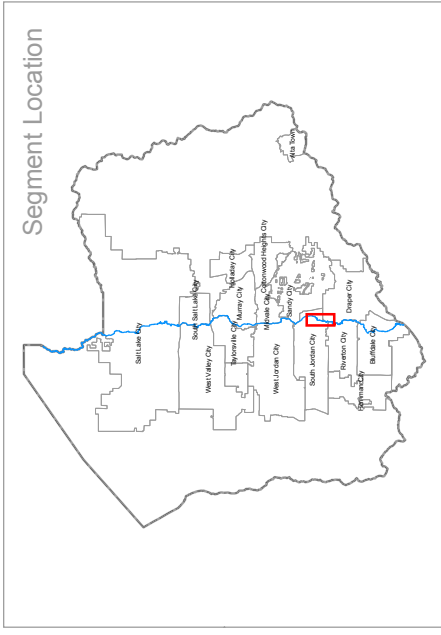 Segment Location
Salt Lake City
South Salt Lake City
West Valley City
Holladay City
Murray City
Taylorsville City
Cottonwood Heights City
Midvale City
West Jordan City
Sandy City
Alta Town
South Jordan City
Draper City
Riverton City
Bluffdale City
Herriman City